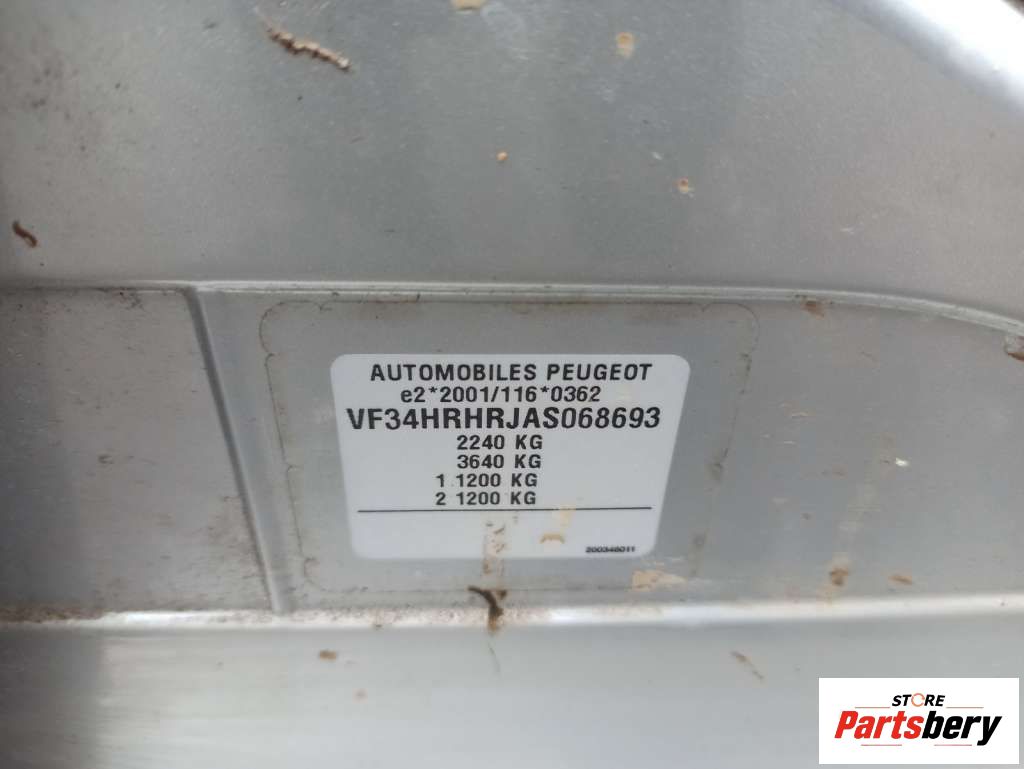 AUTOMOBILES PEUGEOT
e2*2001/116*0362
VF34HRHRJAS068693
2240 KG
3640 KG
1 1200 KG
2 1200 KG
200346011
STORE
Partsbery